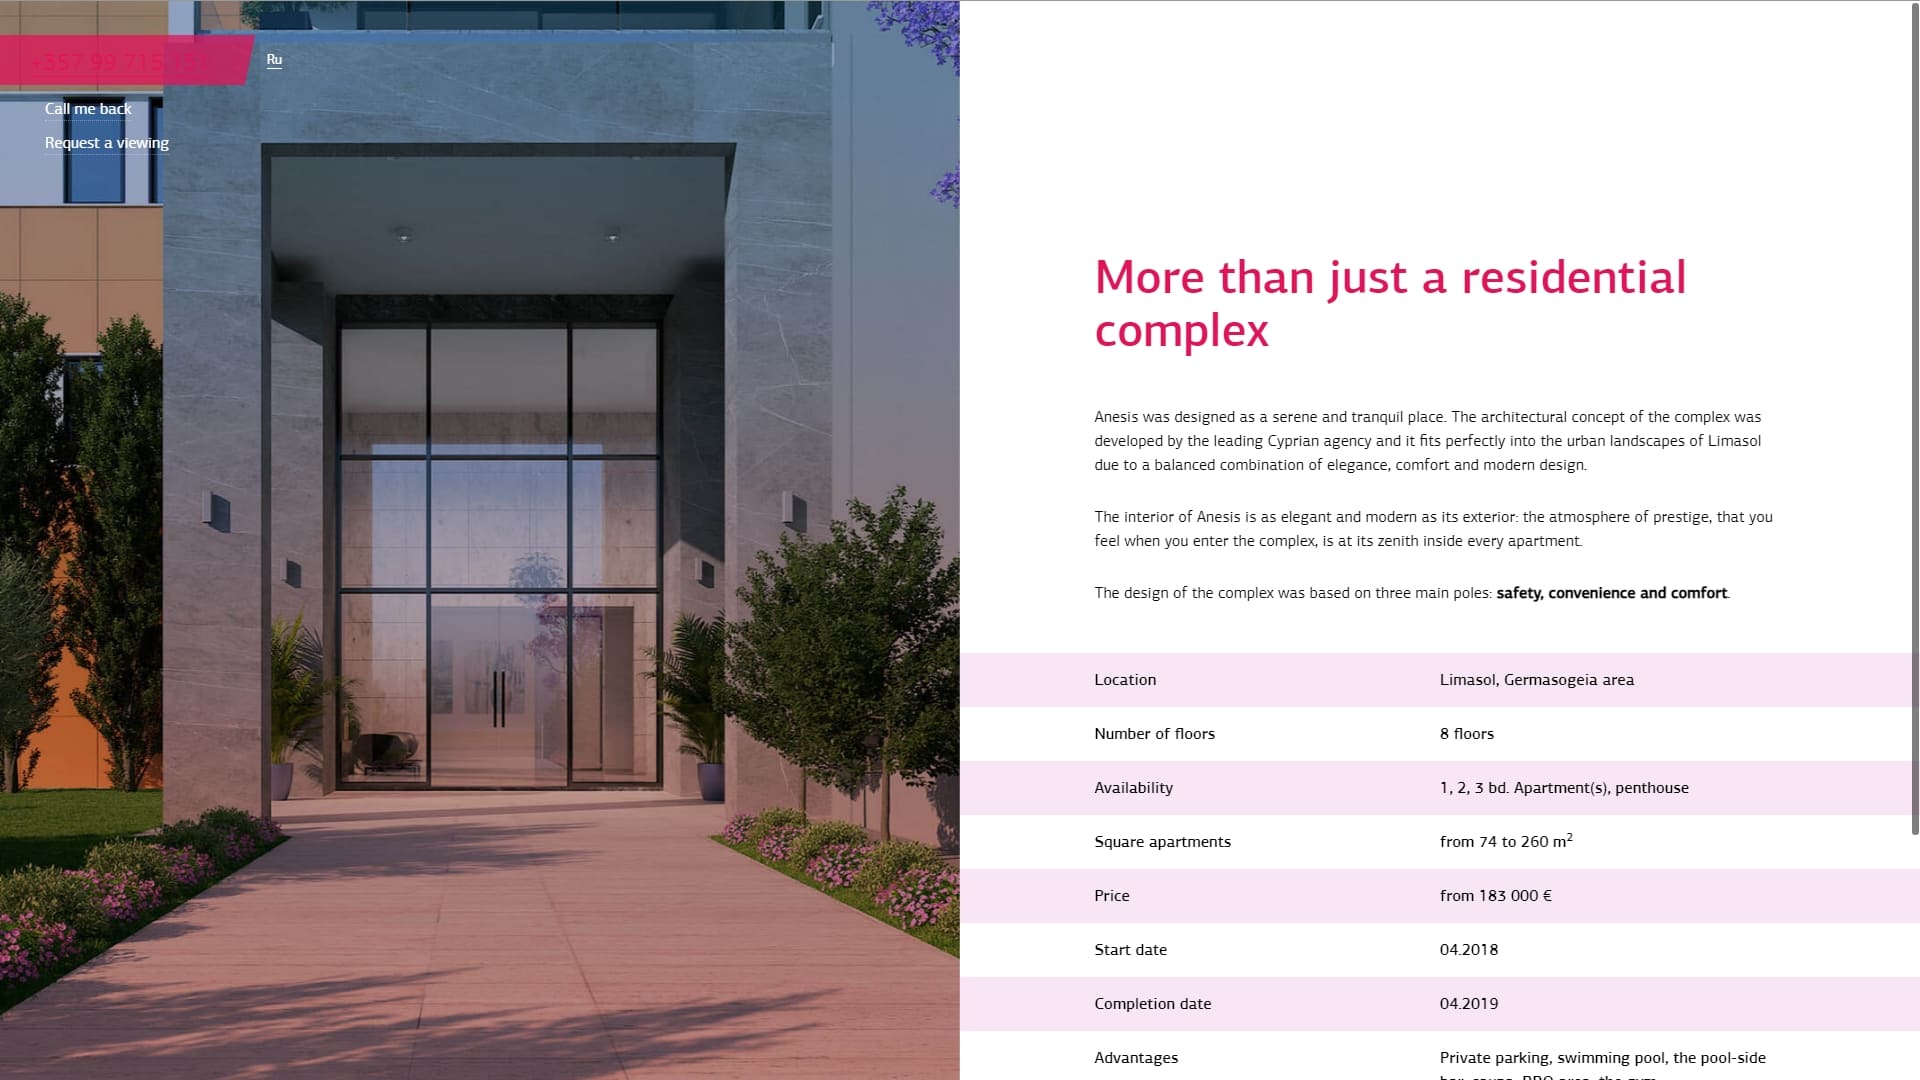 +357 99 715
Ru
Call me back
Request a viewing
More than just a residential
complex
Anesis was designed as a serene and tranquil place. The architectural concept of the complex was
developed by the leading Cyprian agency and it fits perfectly into the urban landscapes of Limasol
due to a balanced combination of elegance, comfort and modern design.
The interior of Anesis is as elegant and modern as its exterior: the atmosphere of prestige, that you
feel when you enter the complex, is at its zenith inside every apartment.
The design of the complex was based on three main poles: safety, convenience and comfort.
Location Limasol, Germasogeia area
Number of floors 8 floors
Availability 1, 2, 3 bd. Apartment(s), penthouse
Square apartments from 74 to 260 m²
Price from 183 000 €
Start date 04.2018
Completion date 04.2019
Advantages Private parking, swimming pool, the pool-side